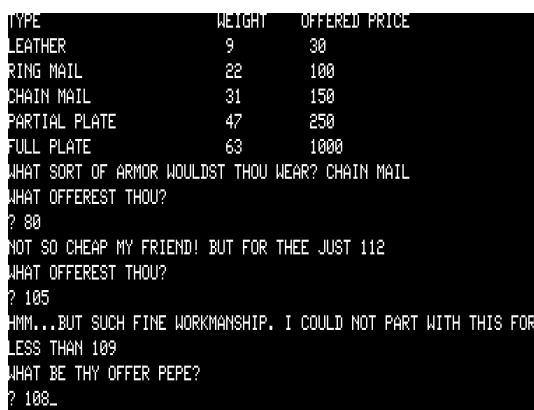 TYPE WEIGHT OFFERED PRICE
LEATHER 9 30
RING MAIL 22 100
CHAIN MAIL 31 150
PARTIAL PLATE 47 250
FULL PLATE 63 1000
WHAT SORT OF ARMOR WOULDST THOU WEAR? CHAIN MAIL
WHAT OFFEREST THOU?
? 80
NOT SO CHEAP MY FRIEND! BUT FOR THEE JUST 112
WHAT OFFEREST THOU?
? 105
HMM...BUT SUCH FINE WORKMANSHIP. I COULD NOT PART WITH THIS FOR
LESS THAN 109
WHAT BE THY OFFER PEPE?
? 108_